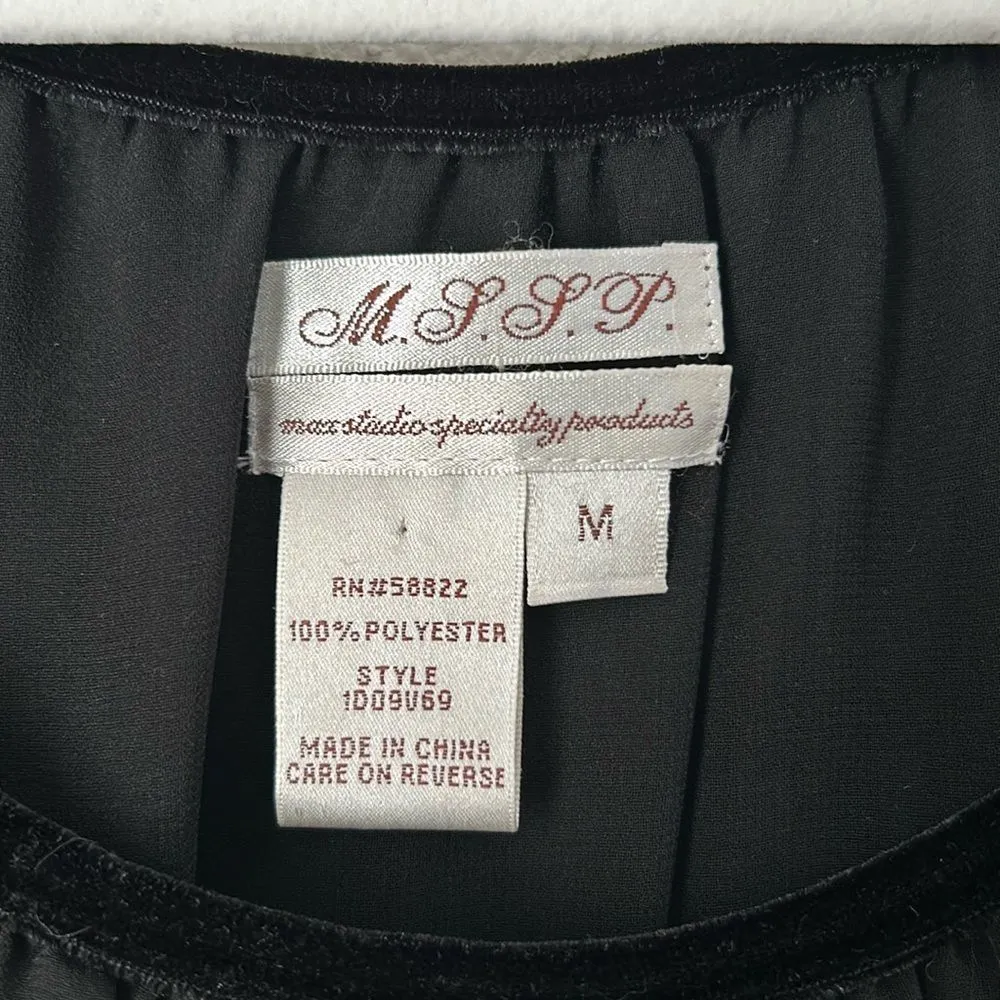 M.S.S.P.
max studio specialty products
M
RN#58822
100% POLYESTER
STYLE
1D09V69
MADE IN CHINA
CARE ON REVERSE